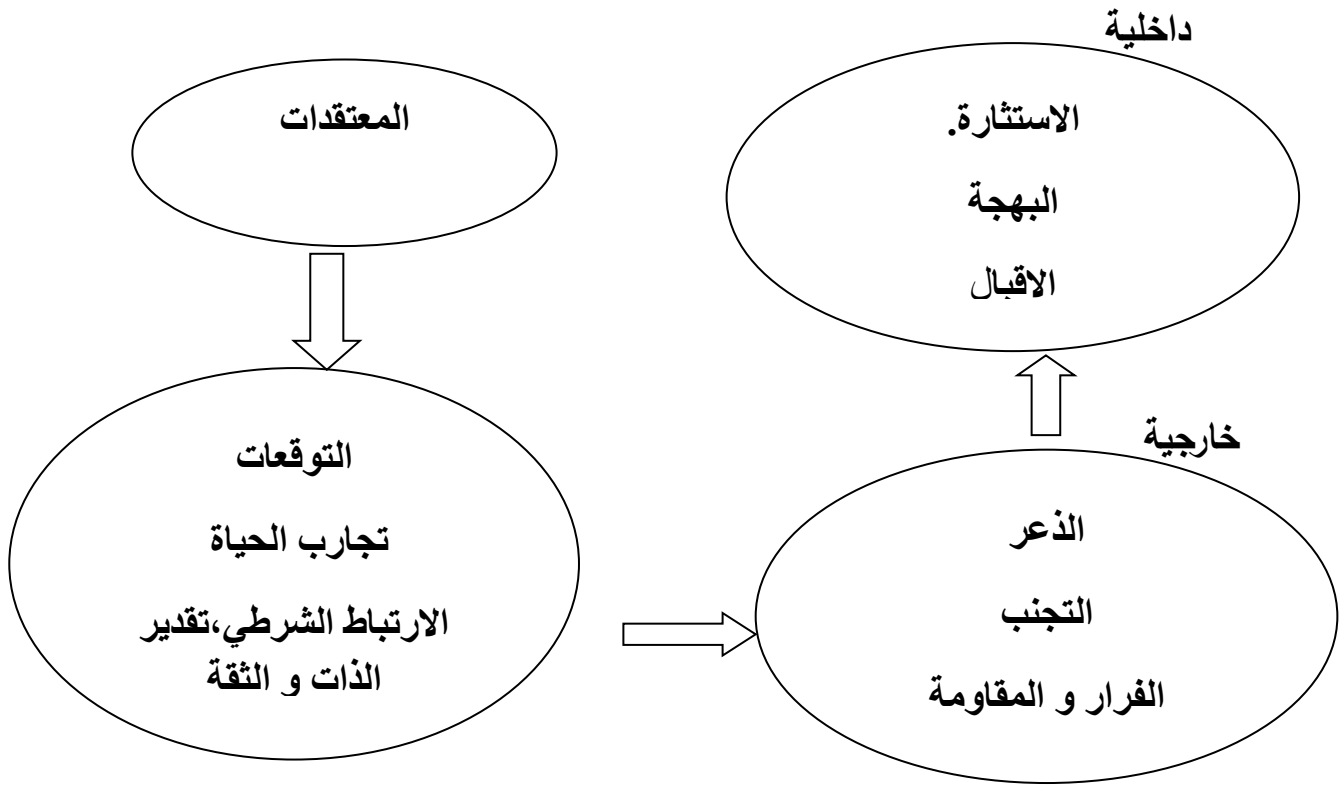 داخلية
الاستثارة.
البهجة
الاقبال
المعتقدات
التوقعات
تجارب الحياة
الارتباط الشرطي،تقدير
الذات و الثقة
خارجية
الذعر
التجنب
الفرار و المقاومة